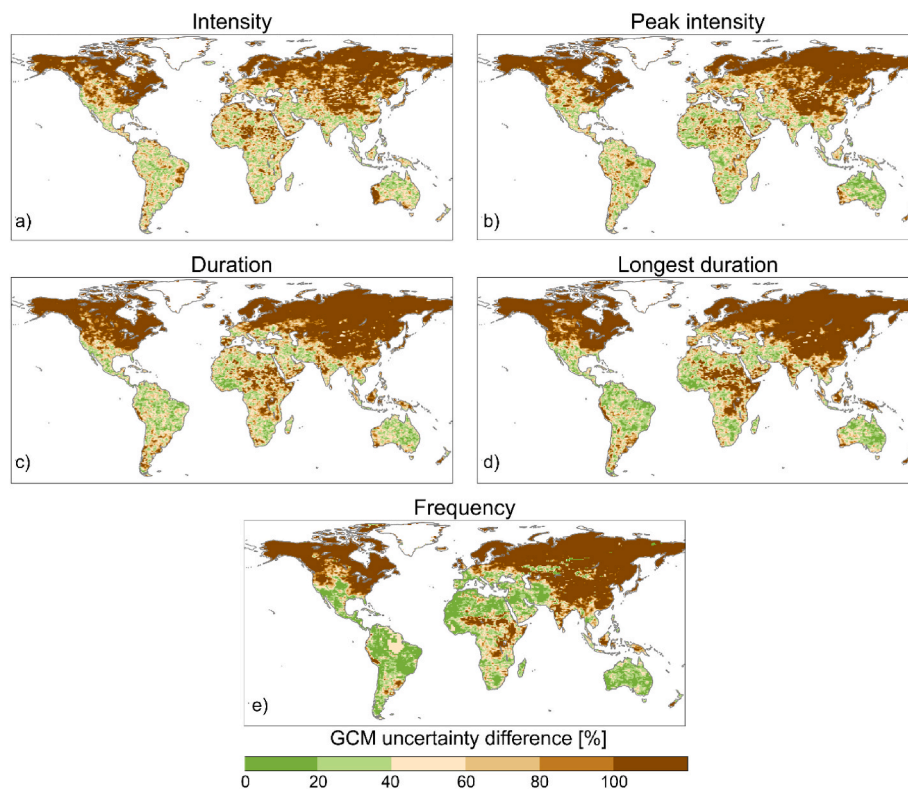 Intensity
Peak intensity
a)
b)
Duration
Longest duration
c)
d)
Frequency
e)
GCM uncertainty difference [%]
0 20 40 60 80 100